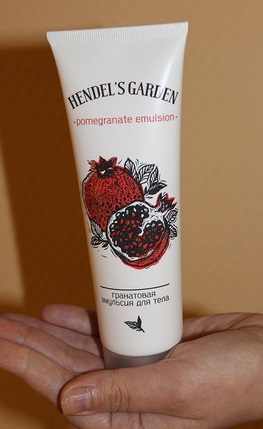 HENDEL'S GARDEN
·pomegranate emulsion·
гранатовая
эмульсия для тела